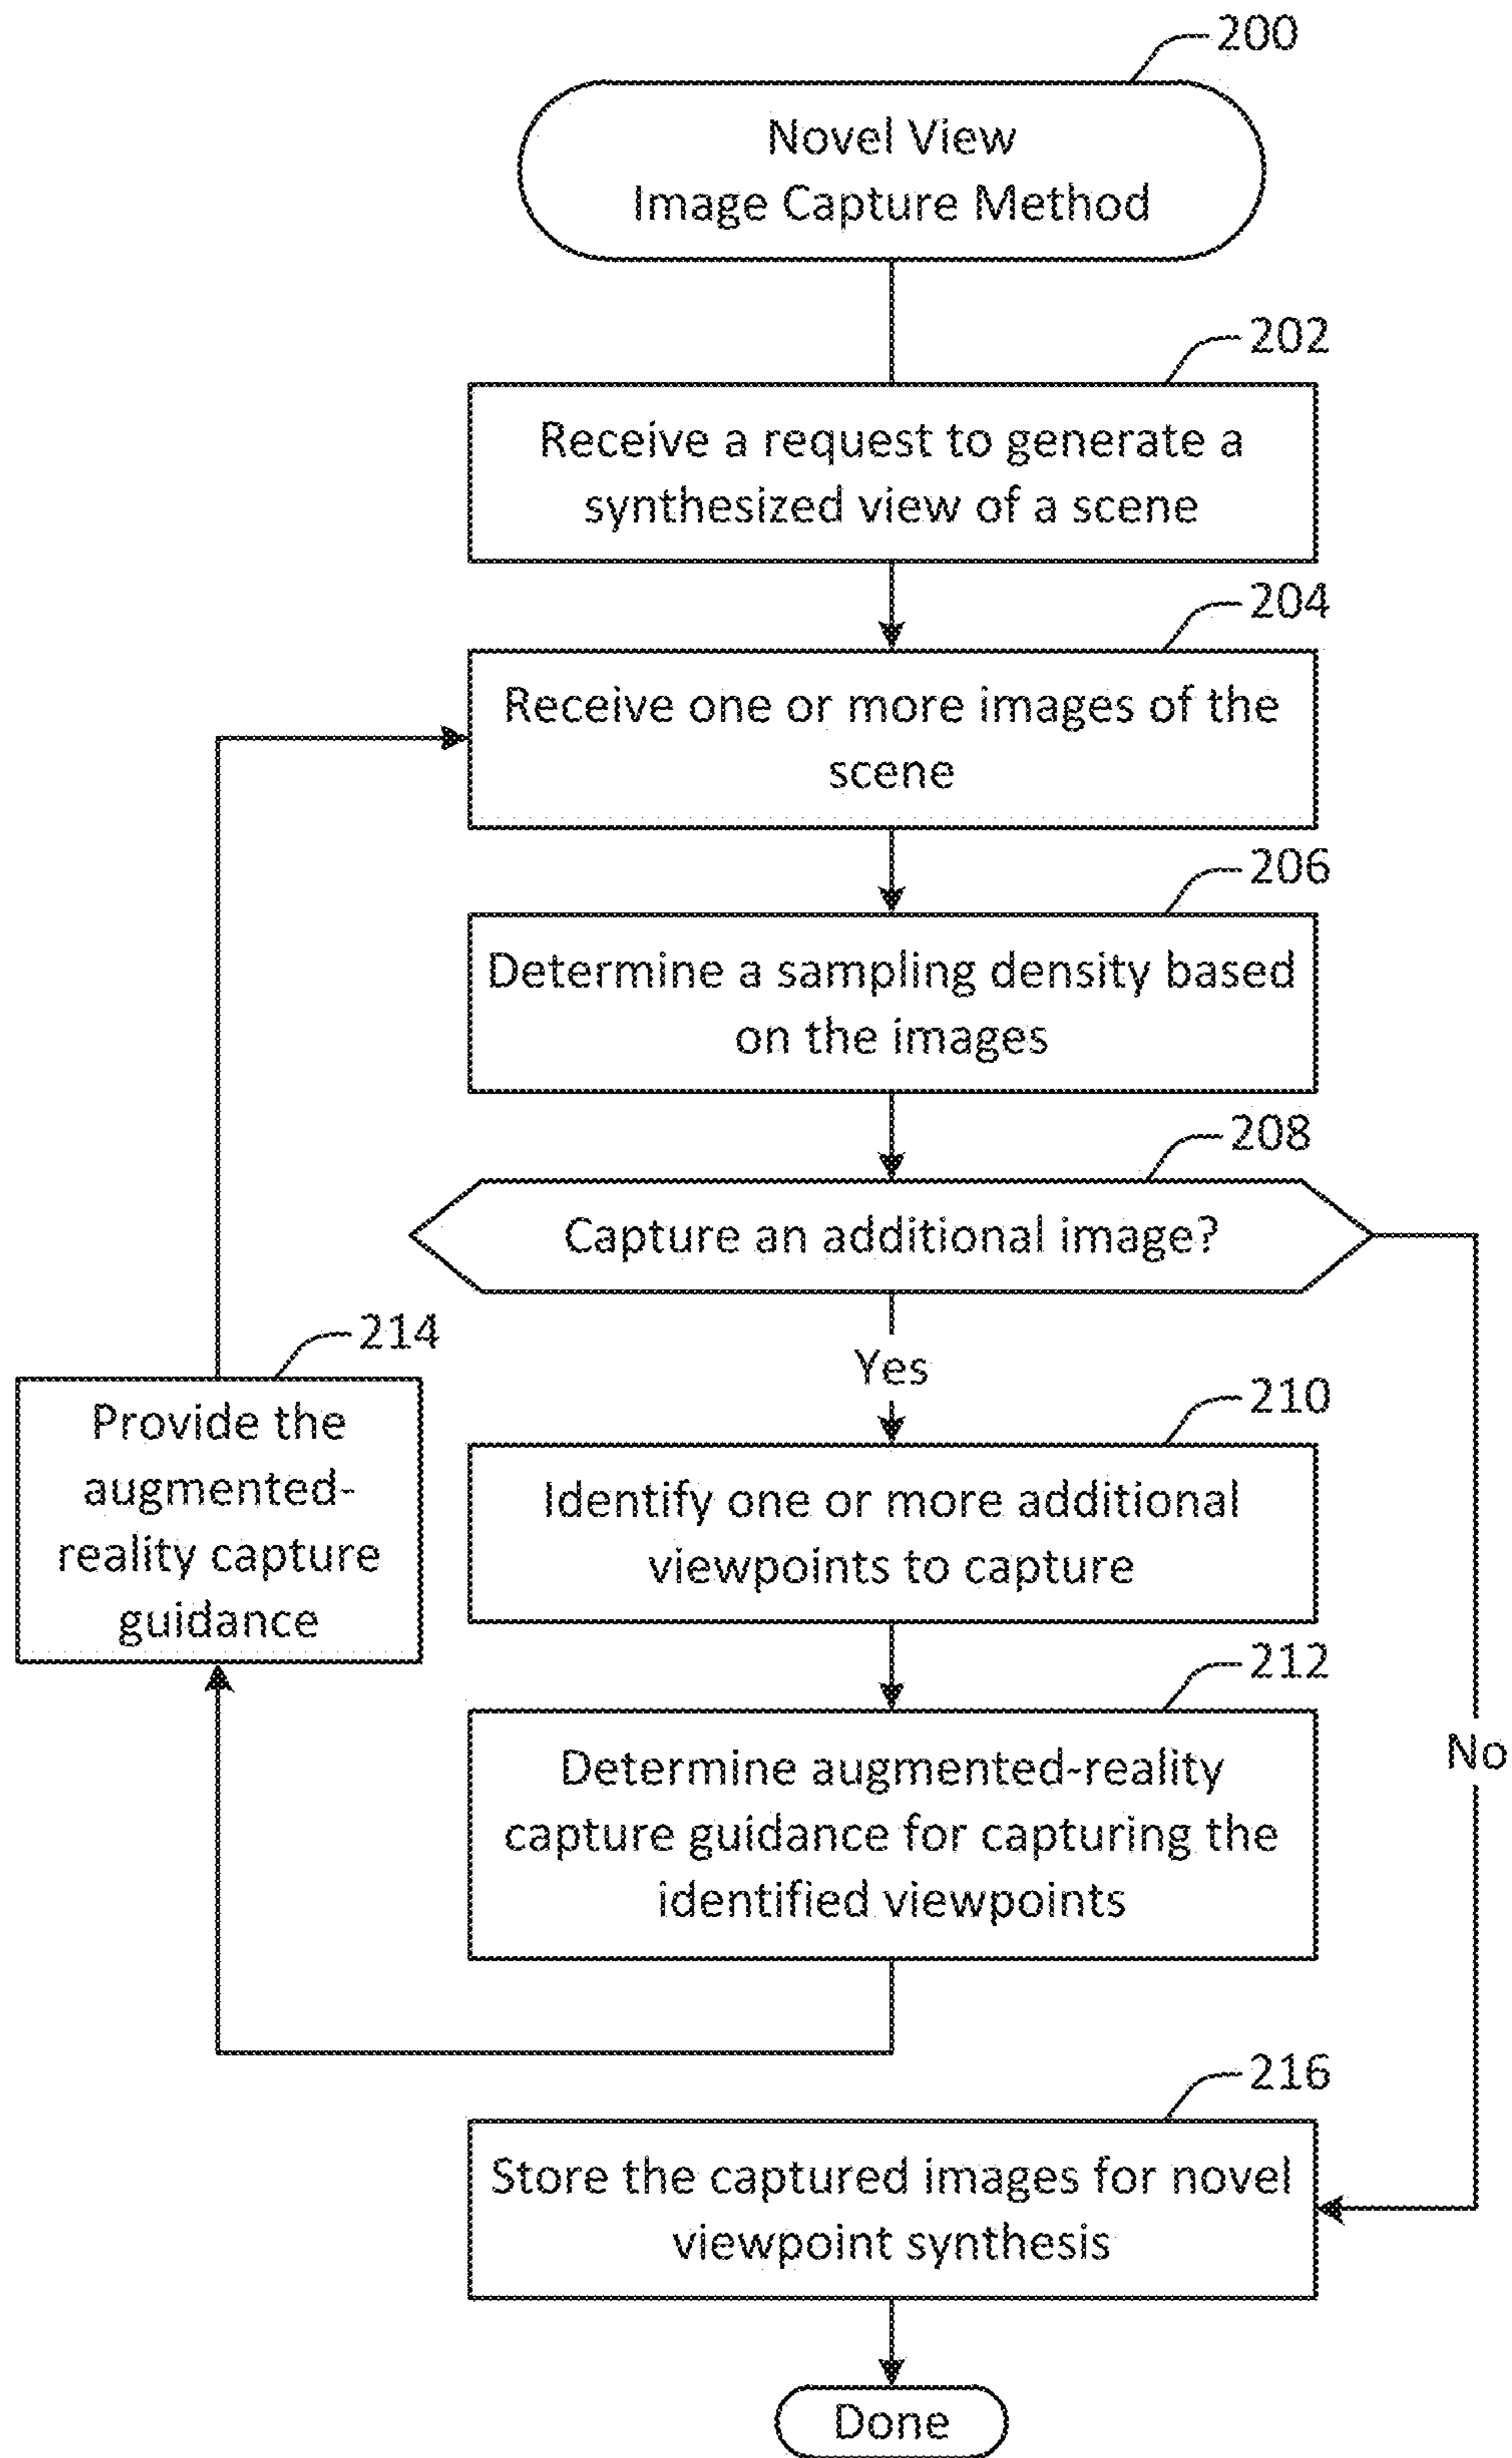 200
Novel View
Image Capture Method
202
Receive a request to generate a
synthesized view of a scene
204
Receive one or more images of the
scene
206
Determine a sampling density based
on the images
208
Capture an additional image?
Yes
No
210
Identify one or more additional
viewpoints to capture
212
Determine augmented-reality
capture guidance for capturing the
identified viewpoints
214
Provide the
augmented-
reality capture
guidance
216
Store the captured images for novel
viewpoint synthesis
Done